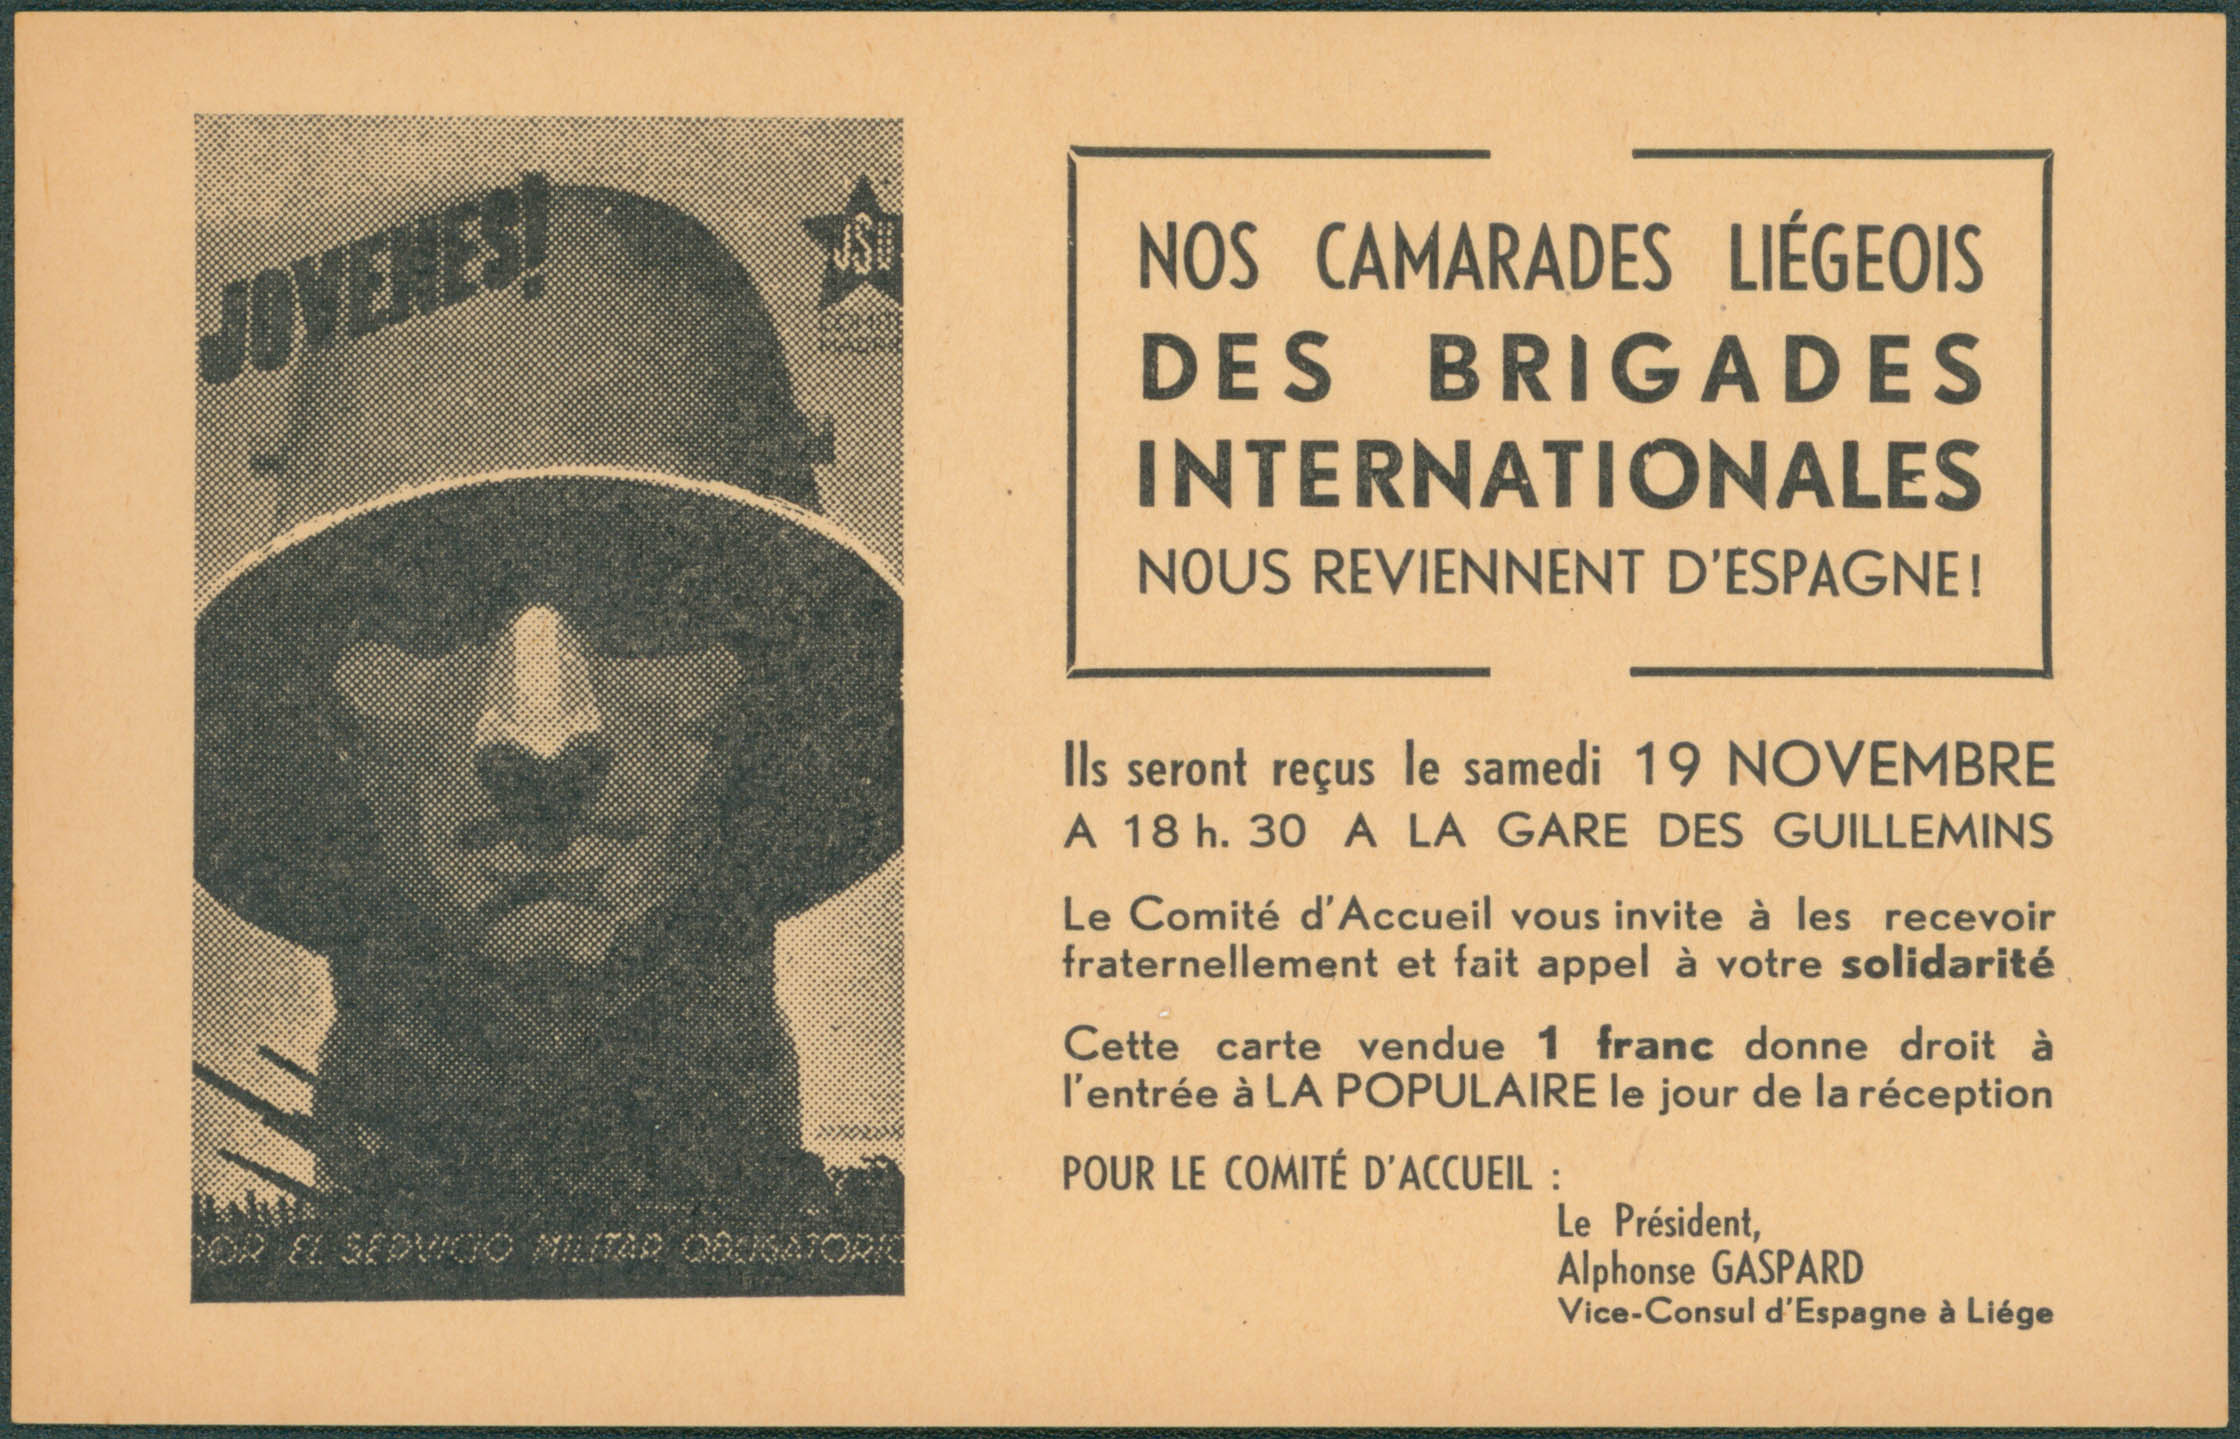 JOVENES!
JSU
POR EL SERVICIO MILITAR OBLIGATORIO
NOS CAMARADES LIÉGEOIS
DES BRIGADES
INTERNATIONALES
NOUS REVIENNENT D'ESPAGNE!
Ils seront reçus le samedi 19 NOVEMBRE
A 18 h. 30 A LA GARE DES GUILLEMINS
Le Comité d'Accueil vous invite à les recevoir
fraternellement et fait appel à votre solidarité
Cette carte vendue 1 franc donne droit à
l'entrée à LA POPULAIRE le jour de la réception
POUR LE COMITÉ D'ACCUEIL :
Le Président,
Alphonse GASPARD
Vice-Consul d'Espagne à Liége